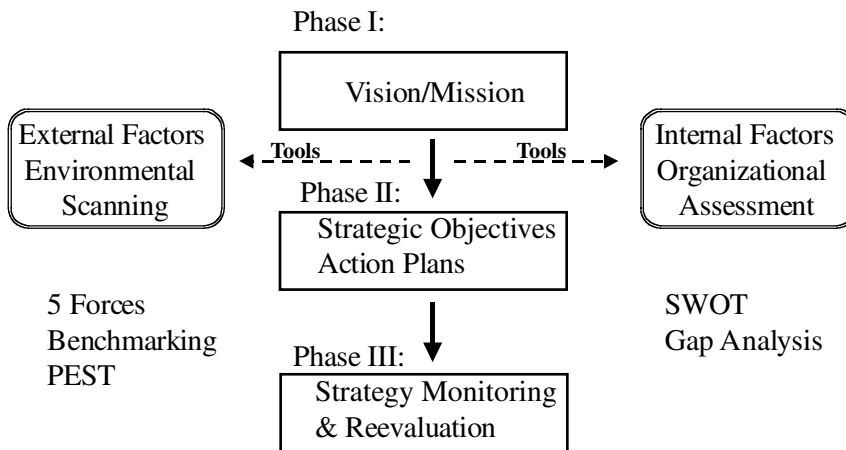 Phase I:
Vision/Mission
External Factors
Environmental
Scanning
Tools
Tools
Internal Factors
Organizational
Assessment
Phase II:
Strategic Objectives
Action Plans
5 Forces
Benchmarking
PEST
SWOT
Gap Analysis
Phase III:
Strategy Monitoring
& Reevaluation